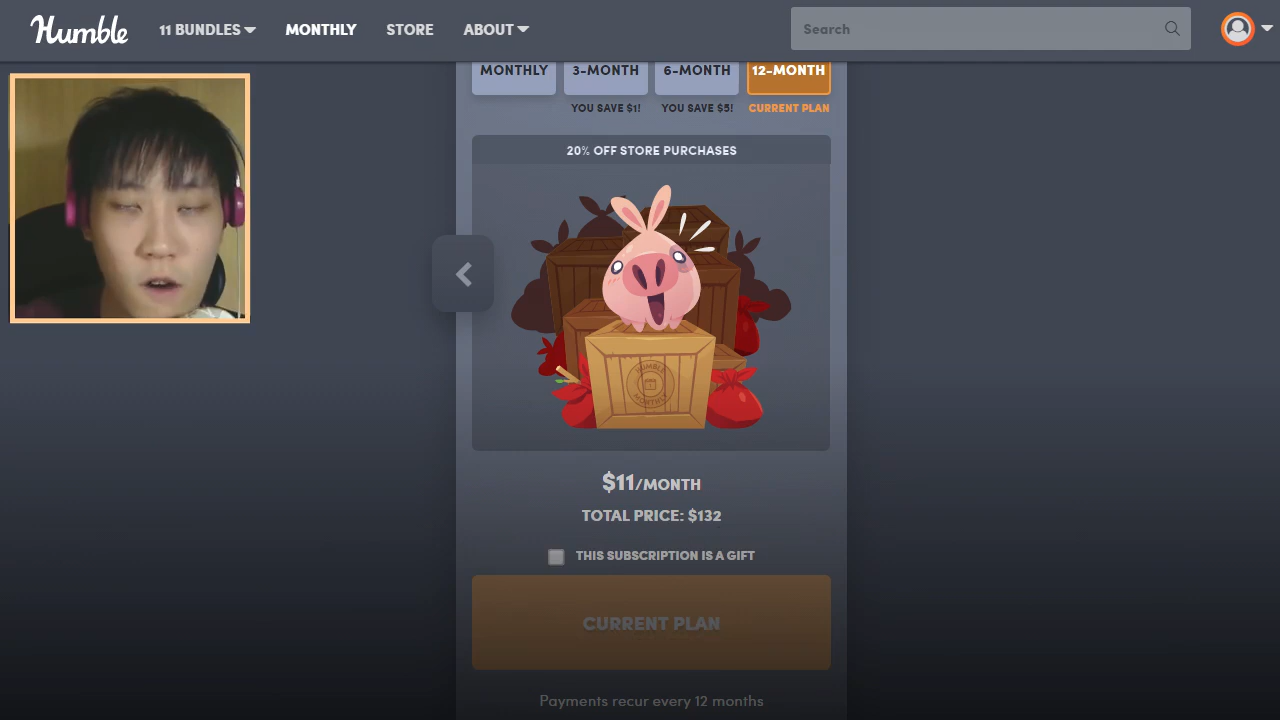 Humble
11 BUNDLES
MONTHLY
STORE
ABOUT
Search
MONTHLY
3-MONTH
6-MONTH
12-MONTH
YOU SAVE $1!
YOU SAVE $5!
CURRENT PLAN
20% OFF STORE PURCHASES
HUMBLE
MONTHLY
$11/MONTH
TOTAL PRICE: $132
THIS SUBSCRIPTION IS A GIFT
CURRENT PLAN
Payments recur every 12 months